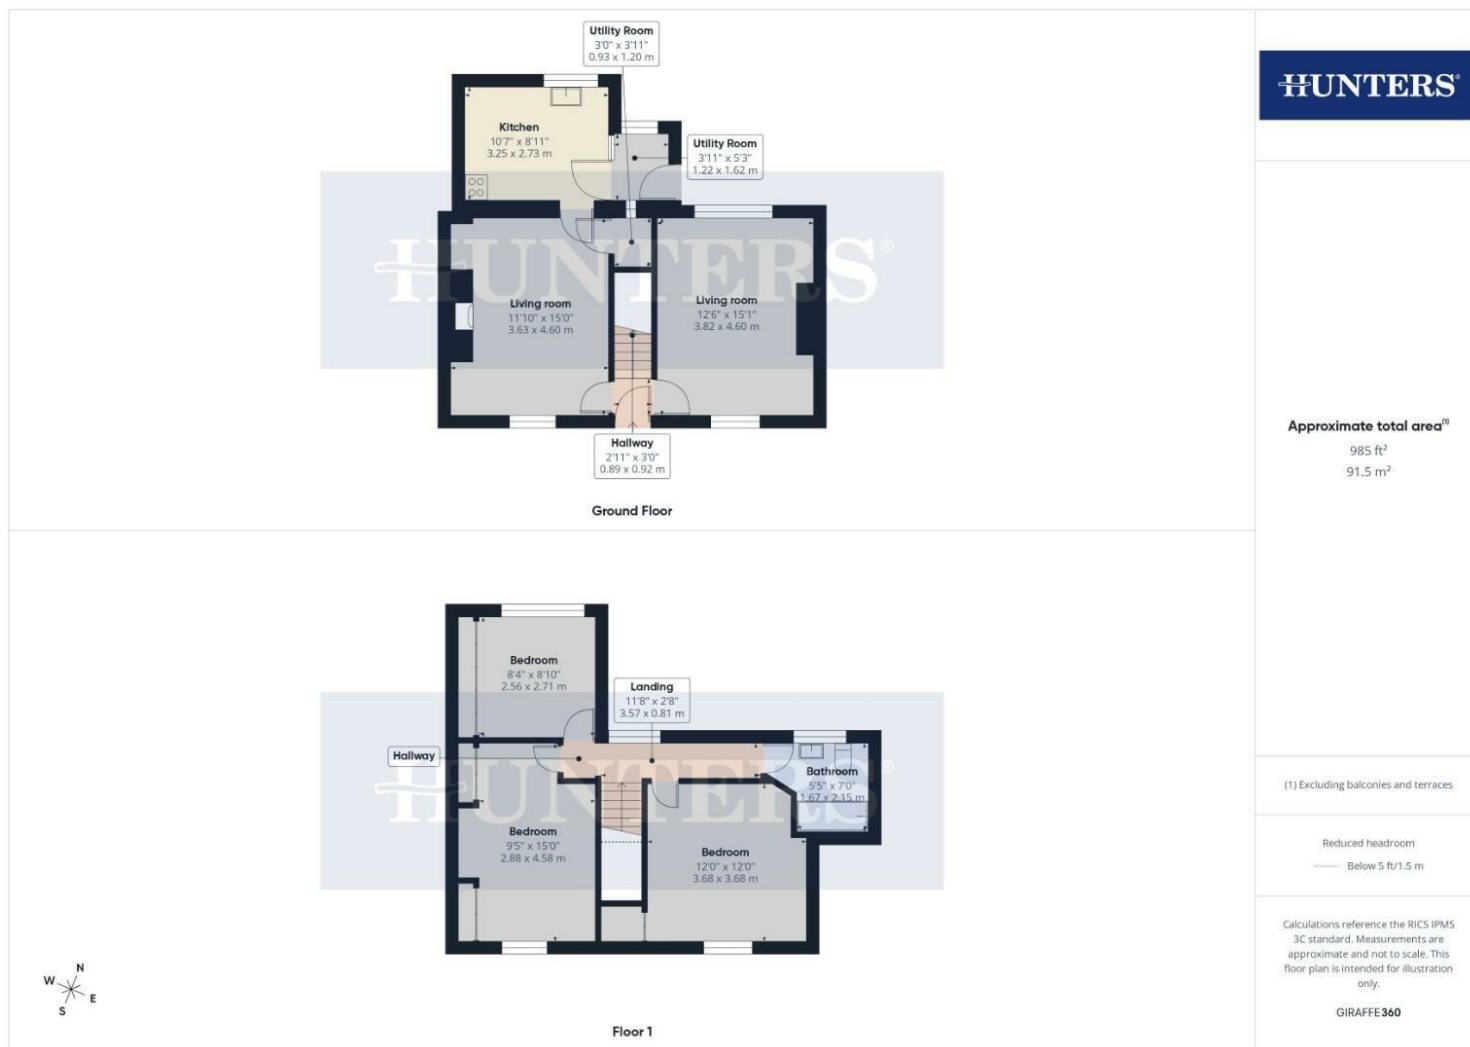 Utility Room
3'0" x 3'11"
0.93 x 1.20 m
Kitchen
10'7" x 8'11"
3.25 x 2.73 m
Utility Room
3'11" x 5'3"
1.22 x 1.62 m
HUNTERS®
Living room
11'10" x 15'0"
3.63 x 4.60 m
Living room
12'6" x 15'1"
3.82 x 4.60 m
Hallway
2'11" x 3'0"
0.89 x 0.92 m
Ground Floor
Bedroom
8'4" x 8'10"
2.56 x 2.71 m
Landing
11'8" x 2'8"
3.57 x 0.81 m
Hallway
HUNTERS®
Bathroom
5'5" x 7'0"
1.67 x 2.15 m
Bedroom
9'5" x 15'0"
2.88 x 4.58 m
Bedroom
12'0" x 12'0"
3.68 x 3.68 m
N
W
E
S
Floor 1
HUNTERS®
Approximate total area(1)
985 ft²
91.5 m²
(1) Excluding balconies and terraces
Reduced headroom
Below 5 ft/1.5 m
Calculations reference the RICS IPMS
3C standard. Measurements are
approximate and not to scale. This
floor plan is intended for illustration
only.
GIRAFFE360